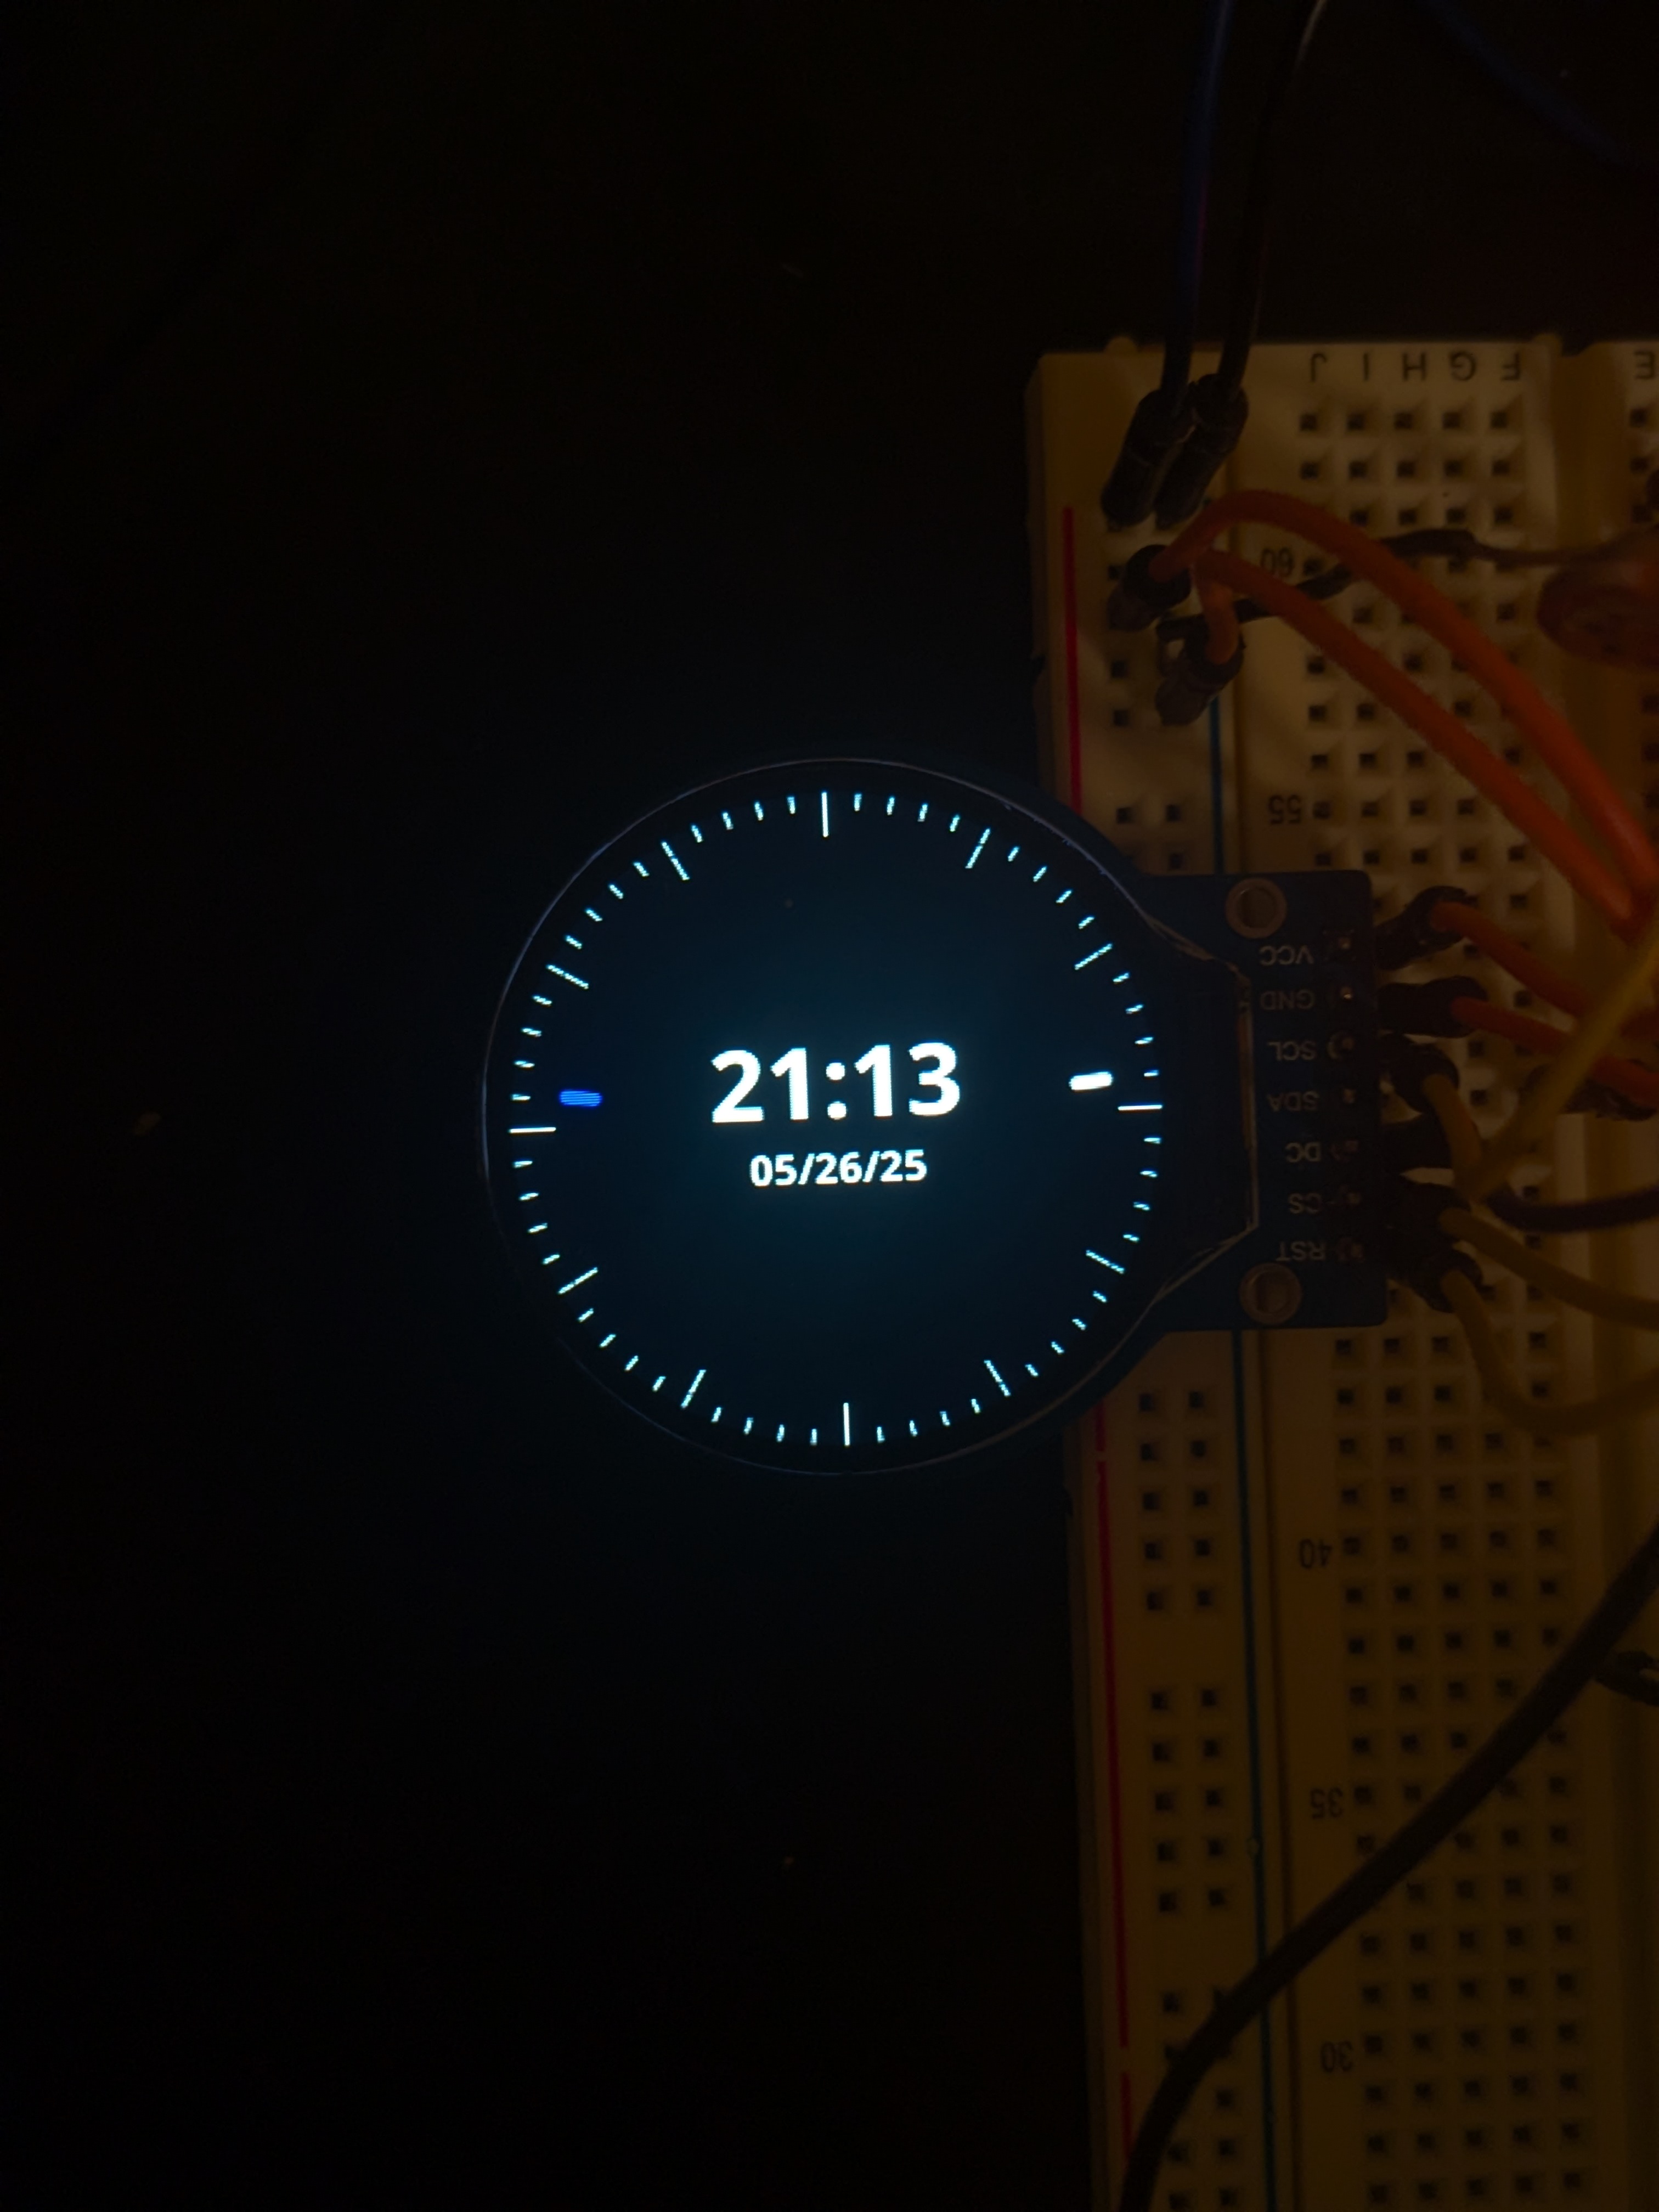 J I H G F E
60
55
21:13
05/26/25
VCC
GND
SCL
SDA
DC
CS
RST
40
35
30